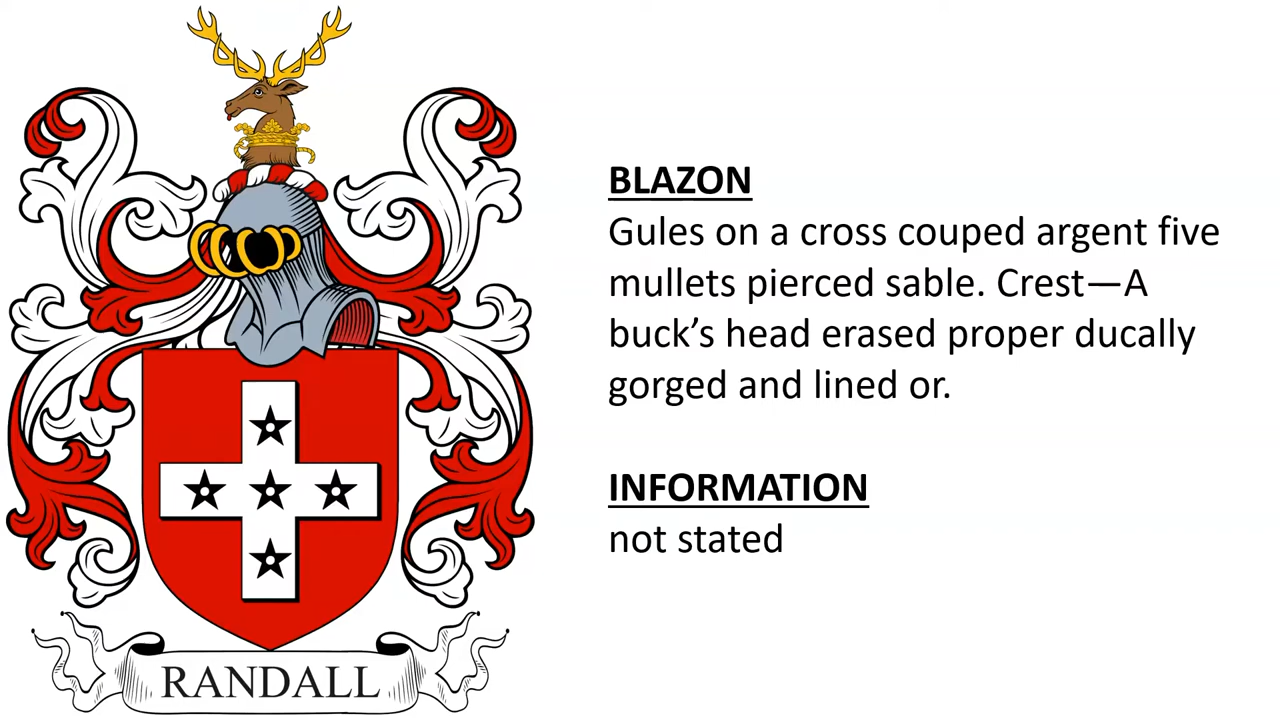 BLAZON
Gules on a cross couped argent five
mullets pierced sable. Crest—A
buck’s head erased proper ducally
gorged and lined or.
INFORMATION
not stated
RANDALL